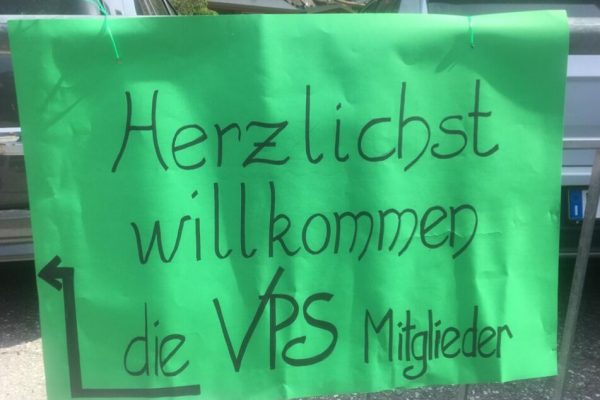 Herzlichst
willkommen
die VPS Mitglieder